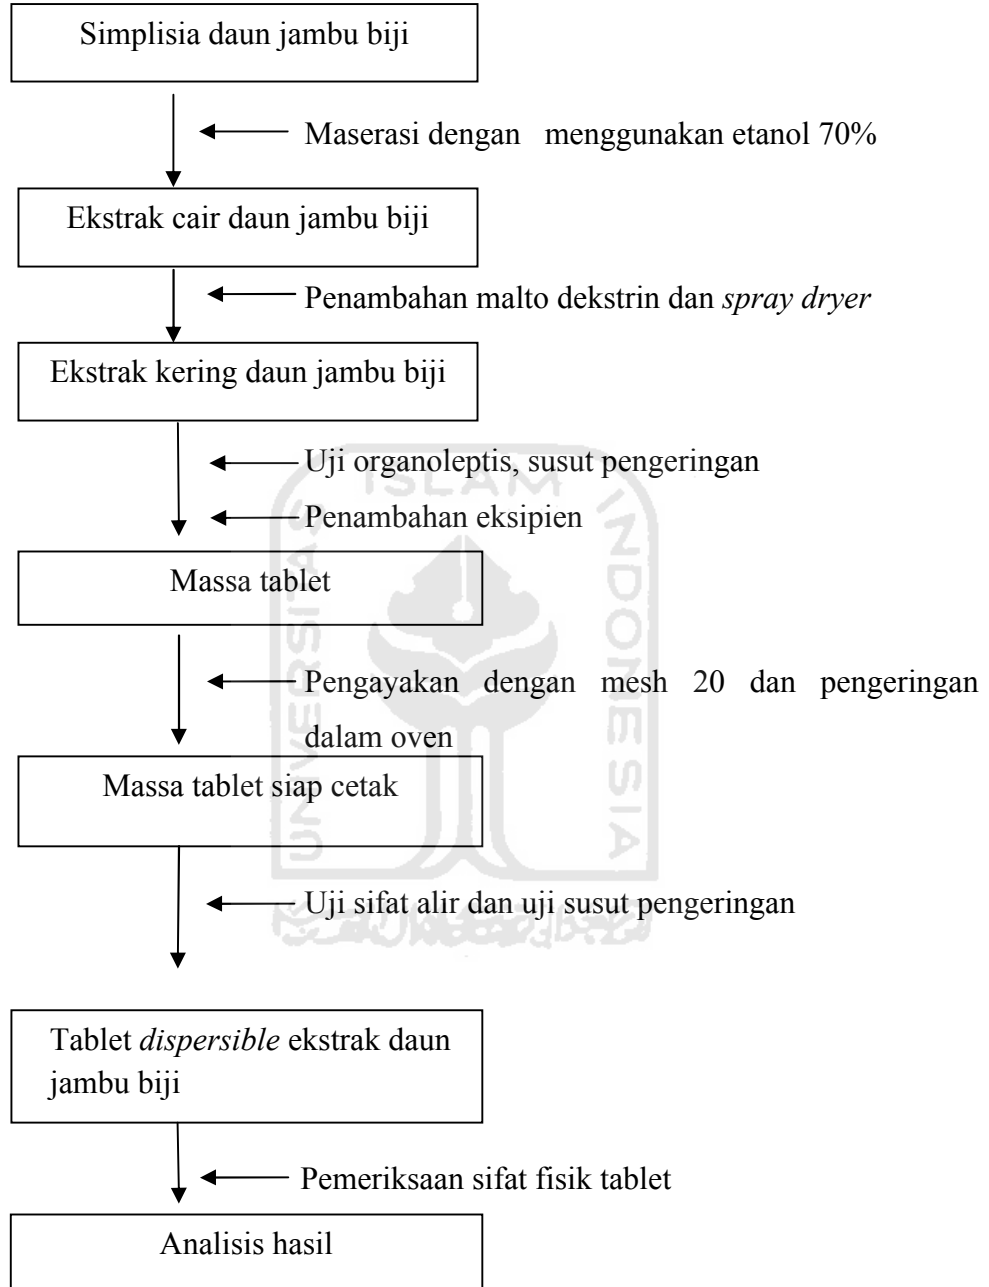 Simplisia daun jambu biji
Maserasi dengan menggunakan etanol 70%
Ekstrak cair daun jambu biji
Penambahan malto dekstrin dan spray dryer
Ekstrak kering daun jambu biji
Uji organoleptis, susut pengeringan
Penambahan eksipien
Massa tablet
Pengayakan dengan mesh 20 dan pengeringan
dalam oven
Massa tablet siap cetak
Uji sifat alir dan uji susut pengeringan
Tablet dispersible ekstrak daun
jambu biji
Pemeriksaan sifat fisik tablet
Analisis hasil
UNIVERSITAS
ISLAM
INDONESIA